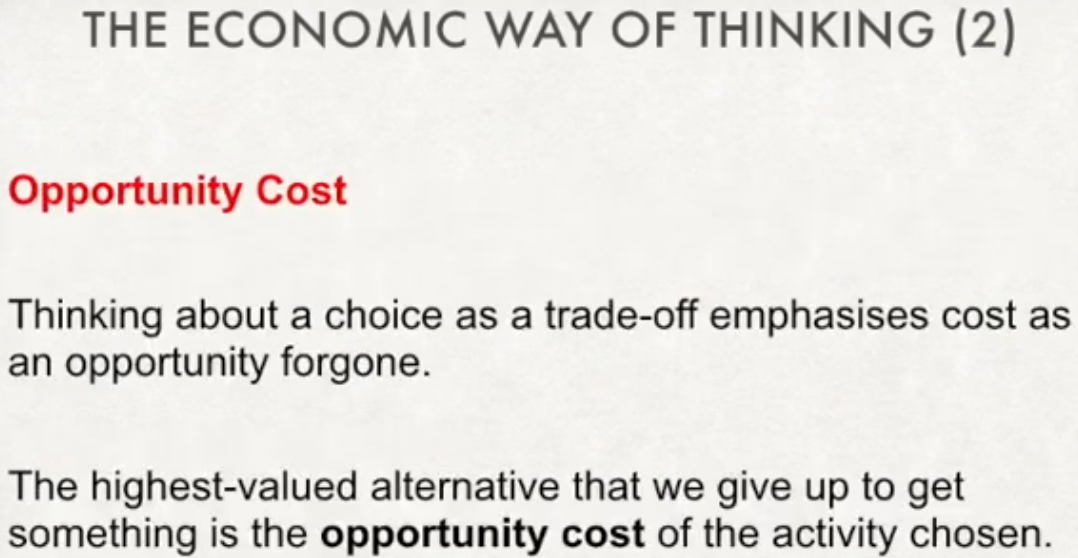 THE ECONOMIC WAY OF THINKING (2)
Opportunity Cost
Thinking about a choice as a trade-off emphasises cost as
an opportunity forgone.
The highest-valued alternative that we give up to get
something is the opportunity cost of the activity chosen.